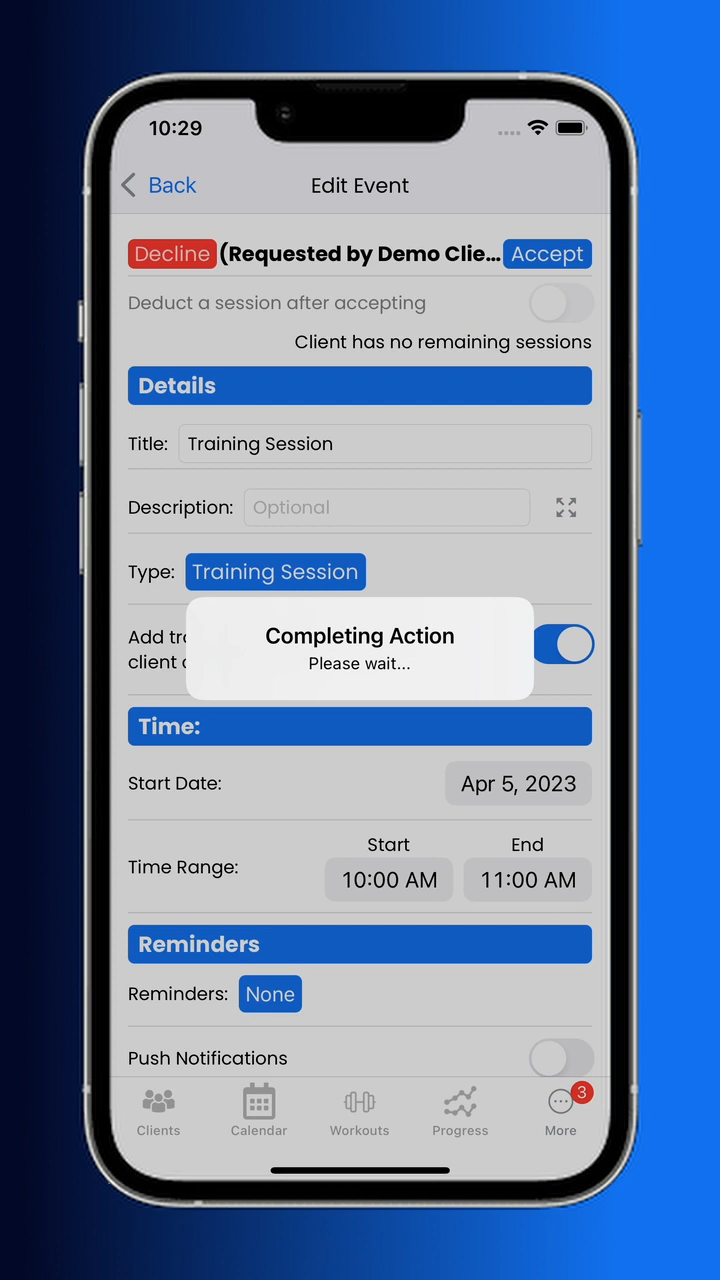 10:29
Back
Edit Event
Decline (Requested by Demo Clie... Accept
Deduct a session after accepting
Client has no remaining sessions
Details
Title: Training Session
Description: Optional
Type: Training Session
Add
client
Completing Action
Please wait...
Time:
Start Date: Apr 5, 2023
Start End
Time Range: 10:00 AM 11:00 AM
Reminders
Reminders: None
Push Notifications
3
Clients Calendar Workouts Progress More